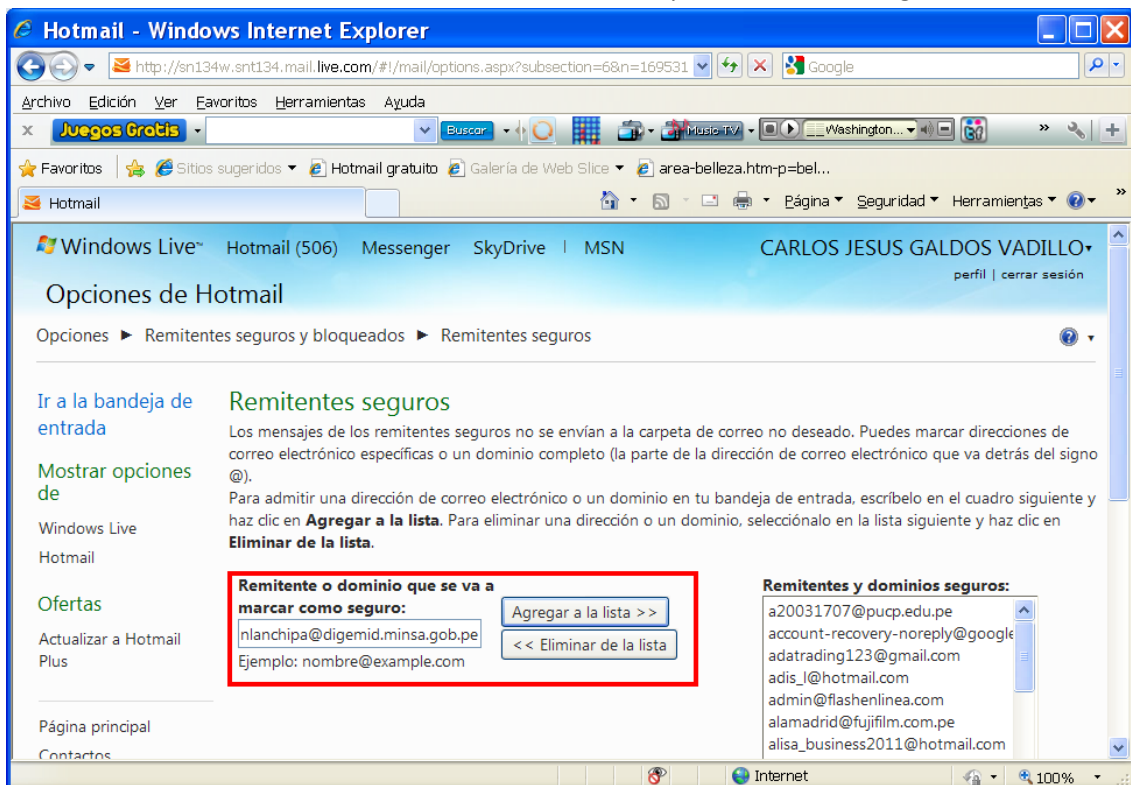 Hotmail - Windows Internet Explorer
http://sn134w.snt134.mail.live.com/#!/mail/options.aspx?subsection=6&n=169531
Google
Archivo Edición Ver Favoritos Herramientas Ayuda
x Juegos Gratis Buscar Music TV Washington... »
Favoritos Sitios sugeridos Hotmail gratuito Galería de Web Slice area-belleza.htm-p=bel...
Hotmail Página Seguridad Herramientas »
Windows Live™ Hotmail (506) Messenger SkyDrive | MSN CARLOS JESUS GALDOS VADILLO
perfil | cerrar sesión
Opciones de Hotmail
Opciones ► Remitentes seguros y bloqueados ► Remitentes seguros
Ir a la bandeja de
entrada
Mostrar opciones
de
Windows Live
Hotmail
Ofertas
Actualizar a Hotmail
Plus
Página principal
Contactos
Remitentes seguros
Los mensajes de los remitentes seguros no se envían a la carpeta de correo no deseado. Puedes marcar direcciones de
correo electrónico específicas o un dominio completo (la parte de la dirección de correo electrónico que va detrás del signo
@).
Para admitir una dirección de correo electrónico o un dominio en tu bandeja de entrada, escríbelo en el cuadro siguiente y
haz clic en Agregar a la lista. Para eliminar una dirección o un dominio, selecciónalo en la lista siguiente y haz clic en
Eliminar de la lista.
Remitente o dominio que se va a
marcar como seguro:
nlanchipa@digemid.minsa.gob.pe
Ejemplo: nombre@example.com
Agregar a la lista >>
<< Eliminar de la lista
Remitentes y dominios seguros:
a20031707@pucp.edu.pe
account-recovery-noreply@google
adatrading123@gmail.com
adis_l@hotmail.com
admin@flashenlinea.com
alamadrid@fujifilm.com.pe
alisa_business2011@hotmail.com
Internet 100%